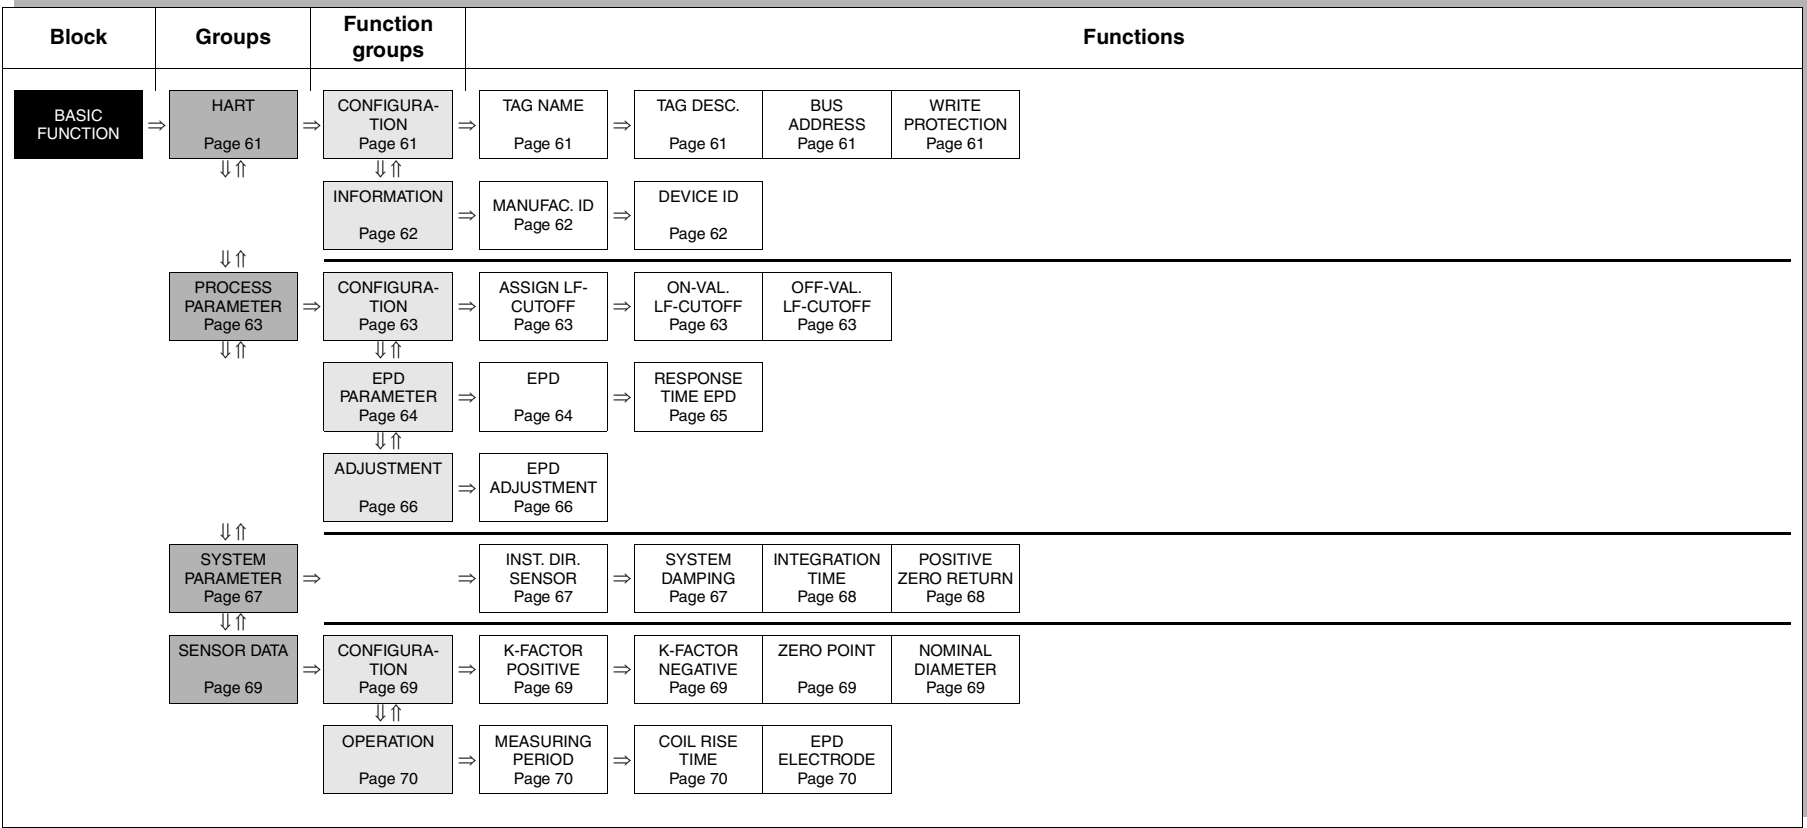 Block
Groups
Function
groups
Functions
BASIC
FUNCTION
⇒
HART
Page 61
⇒
CONFIGURA-
TION
Page 61
⇒
TAG NAME
Page 61
⇒
TAG DESC.
Page 61
BUS
ADDRESS
Page 61
WRITE
PROTECTION
Page 61
⇓⇑
⇓⇑
INFORMATION
Page 62
⇒
MANUFAC. ID
Page 62
⇒
DEVICE ID
Page 62
⇓⇑
PROCESS
PARAMETER
Page 63
⇒
CONFIGURA-
TION
Page 63
⇒
ASSIGN LF-
CUTOFF
Page 63
⇒
ON-VAL.
LF-CUTOFF
Page 63
OFF-VAL.
LF-CUTOFF
Page 63
⇓⇑
⇓⇑
EPD
PARAMETER
Page 64
⇒
EPD
Page 64
⇒
RESPONSE
TIME EPD
Page 65
⇓⇑
ADJUSTMENT
Page 66
⇒
EPD
ADJUSTMENT
Page 66
⇓⇑
SYSTEM
PARAMETER
Page 67
⇒
⇒
INST. DIR.
SENSOR
Page 67
⇒
SYSTEM
DAMPING
Page 67
INTEGRATION
TIME
Page 68
POSITIVE
ZERO RETURN
Page 68
⇓⇑
SENSOR DATA
Page 69
⇒
CONFIGURA-
TION
Page 69
⇒
K-FACTOR
POSITIVE
Page 69
⇒
K-FACTOR
NEGATIVE
Page 69
ZERO POINT
Page 69
NOMINAL
DIAMETER
Page 69
⇓⇑
OPERATION
Page 70
⇒
MEASURING
PERIOD
Page 70
⇒
COIL RISE
TIME
Page 70
EPD
ELECTRODE
Page 70